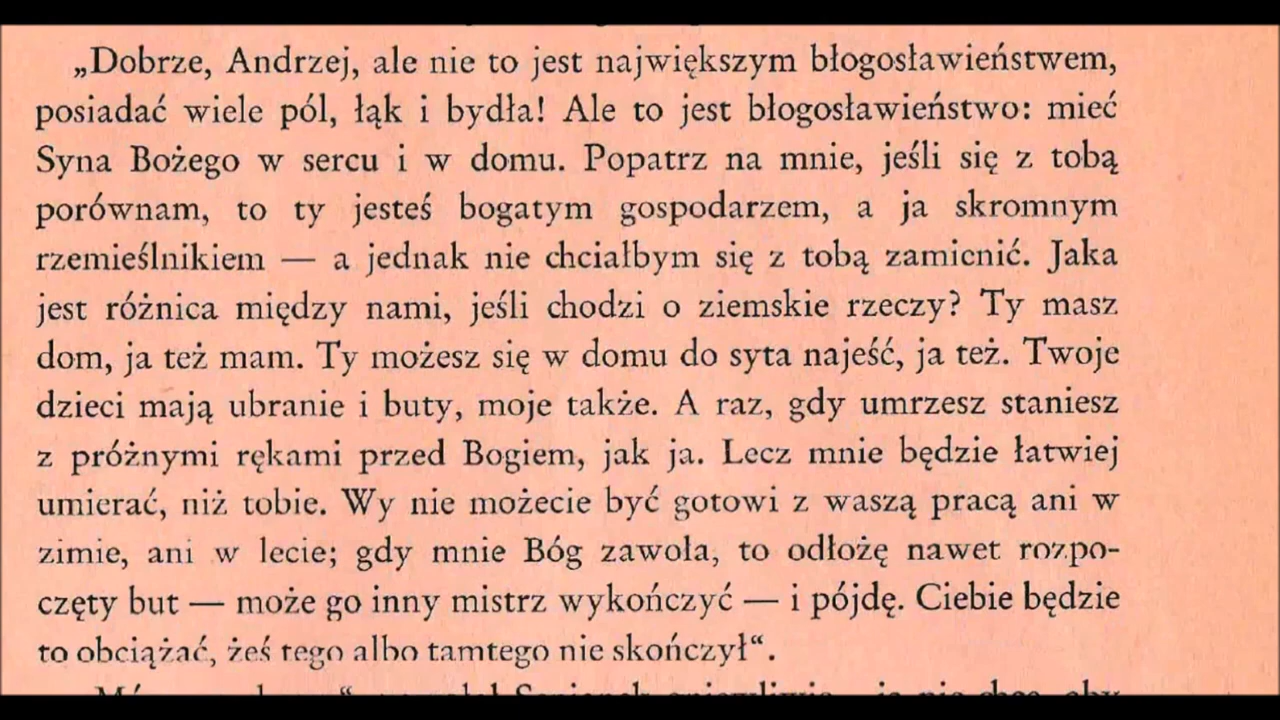 „Dobrze, Andrzej, ale nie to jest największym błogosławieństwem,
posiadać wiele pól, łąk i bydła! Ale to jest błogosławieństwo: mieć
Syna Bożego w sercu i w domu. Popatrz na mnie, jeśli się z tobą
porównam, to ty jesteś bogatym gospodarzem, a ja skromnym
rzemieślnikiem — a jednak nie chciałbym się z tobą zamienić. Jaka
jest różnica między nami, jeśli chodzi o ziemskie rzeczy? Ty masz
dom, ja też mam. Ty możesz się w domu do syta najeść, ja też. Twoje
dzieci mają ubranie i buty, moje także. A raz, gdy umrzesz staniesz
z próżnymi rękami przed Bogiem, jak ja. Lecz mnie będzie łatwiej
umierać, niż tobie. Wy nie możecie być gotowi z waszą pracą ani w
zimie, ani w lecie; gdy mnie Bóg zawoła, to odłożę nawet rozpo-
częty but — może go inny mistrz wykończyć — i pójdę. Ciebie będzie
to obciążać, żeś tego albo tamtego nie skończył“.